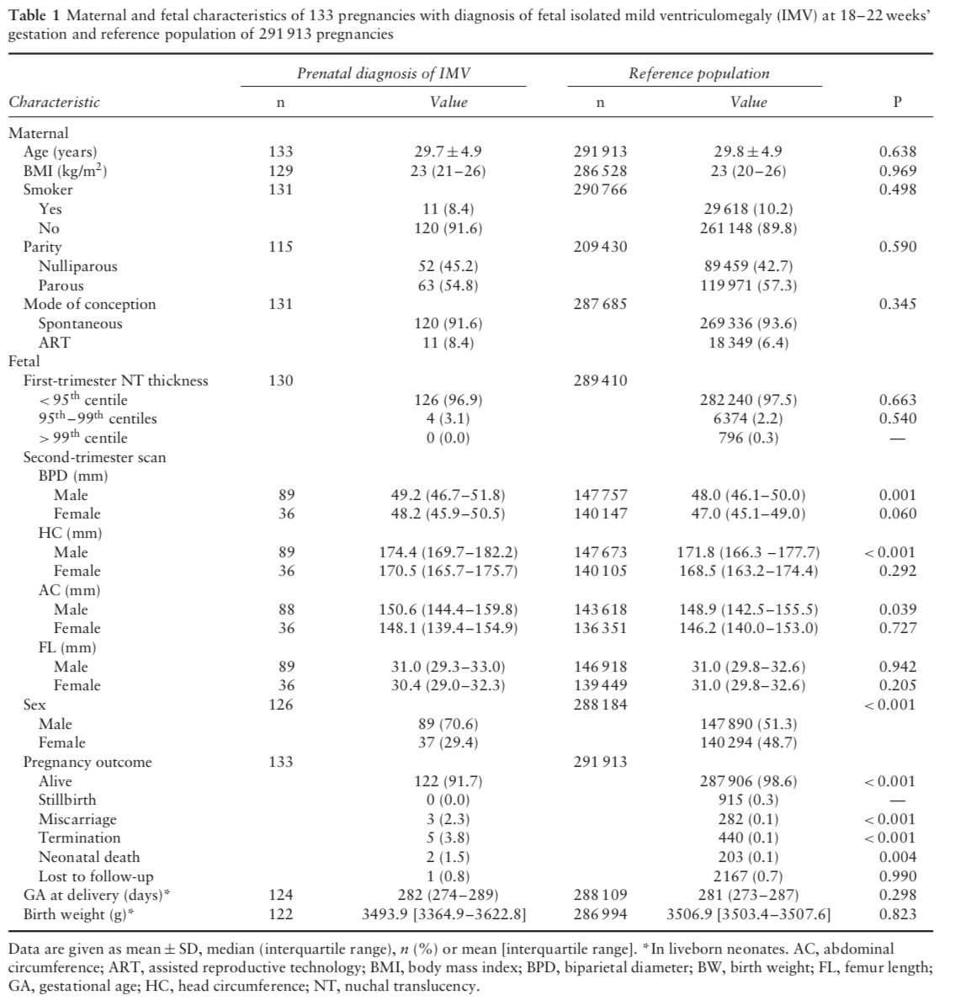 Table 1 Maternal and fetal characteristics of 133 pregnancies with diagnosis of fetal isolated mild ventriculomegaly (IMV) at 18–22 weeks'
gestation and reference population of 291 913 pregnancies
Prenatal diagnosis of IMV Reference population
Characteristic n Value n Value P
Maternal
Age (years) 133 29.7 ± 4.9 291 913 29.8 ± 4.9 0.638
BMI (kg/m²) 129 23 (21–26) 286 528 23 (20–26) 0.969
Smoker 131 290 766 0.498
Yes 11 (8.4) 29 618 (10.2)
No 120 (91.6) 261 148 (89.8)
Parity 115 209 430 0.590
Nulliparous 52 (45.2) 89 459 (42.7)
Parous 63 (54.8) 119 971 (57.3)
Mode of conception 131 287 685 0.345
Spontaneous 120 (91.6) 269 336 (93.6)
ART 11 (8.4) 18 349 (6.4)
Fetal
First-trimester NT thickness 130 289 410
< 95th centile 126 (96.9) 282 240 (97.5) 0.663
95th–99th centiles 4 (3.1) 6374 (2.2) 0.540
> 99th centile 0 (0.0) 796 (0.3) —
Second-trimester scan
BPD (mm)
Male 89 49.2 (46.7–51.8) 147 757 48.0 (46.1–50.0) 0.001
Female 36 48.2 (45.9–50.5) 140 147 47.0 (45.1–49.0) 0.060
HC (mm)
Male 89 174.4 (169.7–182.2) 147 673 171.8 (166.3 –177.7) < 0.001
Female 36 170.5 (165.7–175.7) 140 105 168.5 (163.2–174.4) 0.292
AC (mm)
Male 88 150.6 (144.4–159.8) 143 618 148.9 (142.5–155.5) 0.039
Female 36 148.1 (139.4–154.9) 136 351 146.2 (140.0–153.0) 0.727
FL (mm)
Male 89 31.0 (29.3–33.0) 146 918 31.0 (29.8–32.6) 0.942
Female 36 30.4 (29.0–32.3) 139 449 31.0 (29.8–32.6) 0.205
Sex 126 288 184 < 0.001
Male 89 (70.6) 147 890 (51.3)
Female 37 (29.4) 140 294 (48.7)
Pregnancy outcome 133 291 913
Alive 122 (91.7) 287 906 (98.6) < 0.001
Stillbirth 0 (0.0) 915 (0.3) —
Miscarriage 3 (2.3) 282 (0.1) < 0.001
Termination 5 (3.8) 440 (0.1) < 0.001
Neonatal death 2 (1.5) 203 (0.1) 0.004
Lost to follow-up 1 (0.8) 2167 (0.7) 0.990
GA at delivery (days)* 124 282 (274–289) 288 109 281 (273–287) 0.298
Birth weight (g)* 122 3493.9 [3364.9–3622.8] 286 994 3506.9 [3503.4–3507.6] 0.823
Data are given as mean ± SD, median (interquartile range), n (%) or mean [interquartile range]. *In liveborn neonates. AC, abdominal
circumference; ART, assisted reproductive technology; BMI, body mass index; BPD, biparietal diameter; BW, birth weight; FL, femur length;
GA, gestational age; HC, head circumference; NT, nuchal translucency.